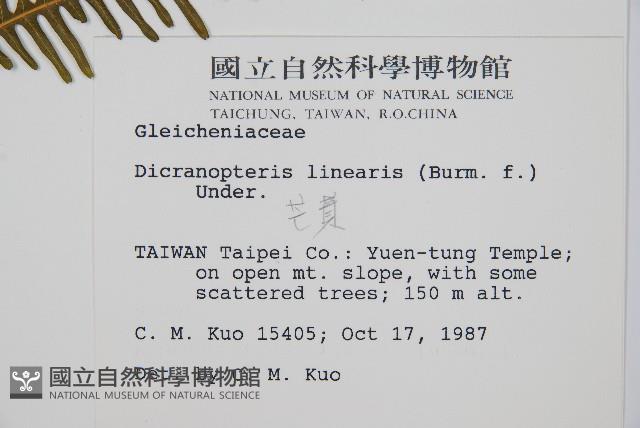 國立自然科學博物館
NATIONAL MUSEUM OF NATURAL SCIENCE
TAICHUNG, TAIWAN, R.O.CHINA
Gleicheniaceae
Dicranopteris linearis (Burm. f.)
Under.
芒萁
TAIWAN Taipei Co.: Yuen-tung Temple;
on open mt. slope, with some
scattered trees; 150 m alt.
C. M. Kuo 15405; Oct 17, 1987
M. Kuo
國立自然科學博物館
NATIONAL MUSEUM OF NATURAL SCIENCE